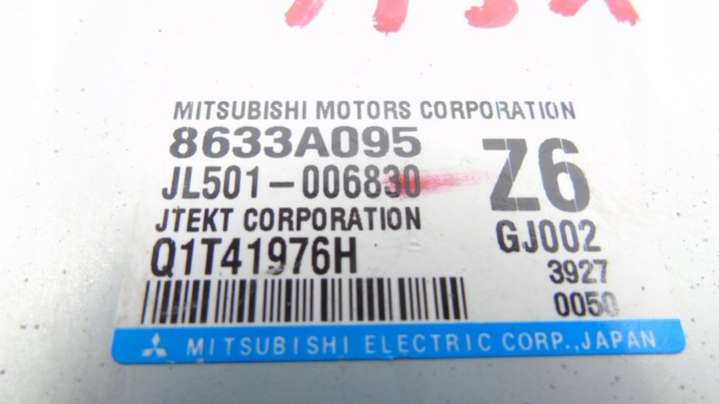 MITSUBISHI MOTORS CORPORATION
8633A095
JL501-006830
Z6
JTEKT CORPORATION
GJ002
Q1T41976H
3927
0050
MITSUBISHI ELECTRIC CORP.,JAPAN